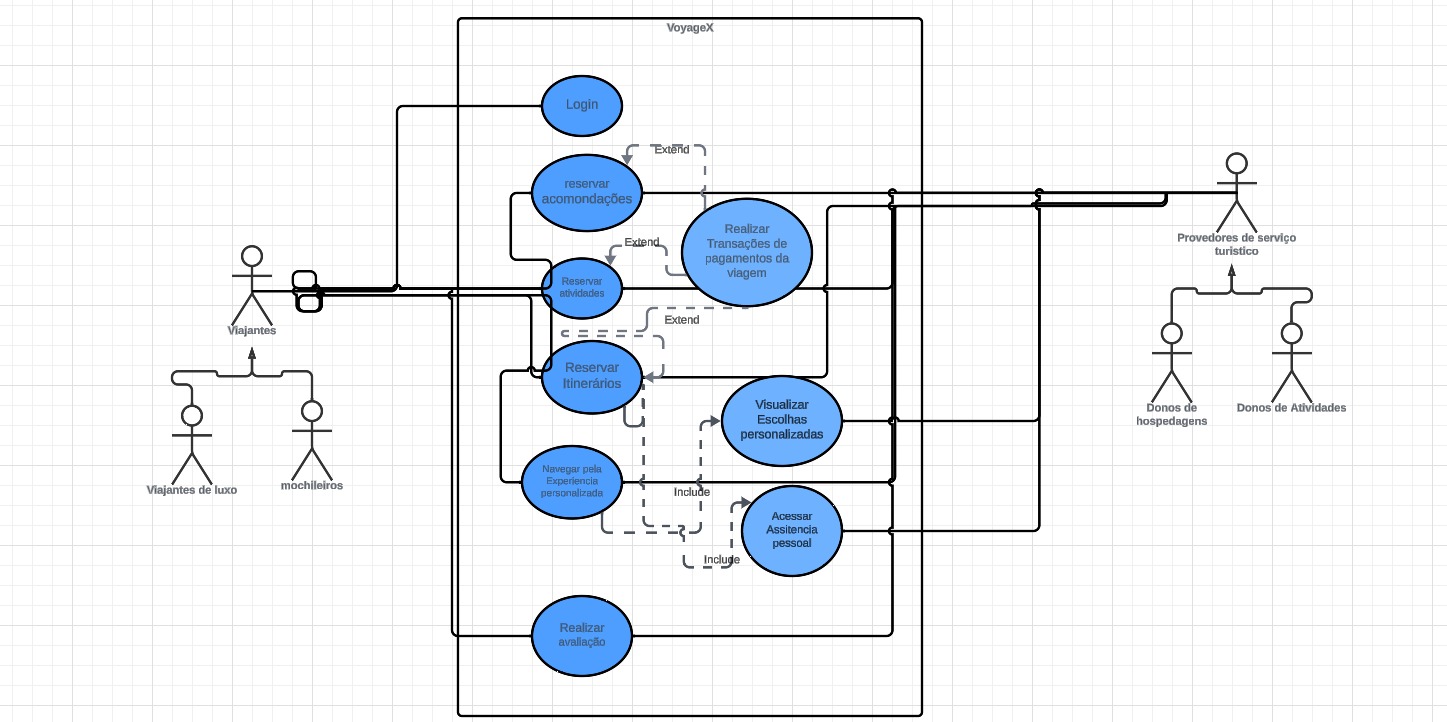 VoyageX
Login
Extend
reservar
acomondações
Realizar
Transações de
pagamentos da
viagem
Extend
Reservar
atividades
Extend
Reservar
Itinerários
Visualizar
Escolhas
personalizadas
Navegar pela
Experiencia
personalizada
Include
Acessar
Assitencia
pessoal
Include
Realizar
avaliação
Viajantes
Viajantes de luxo
mochileiros
Provedores de serviço
turistico
Donos de
hospedagens
Donos de Atividades